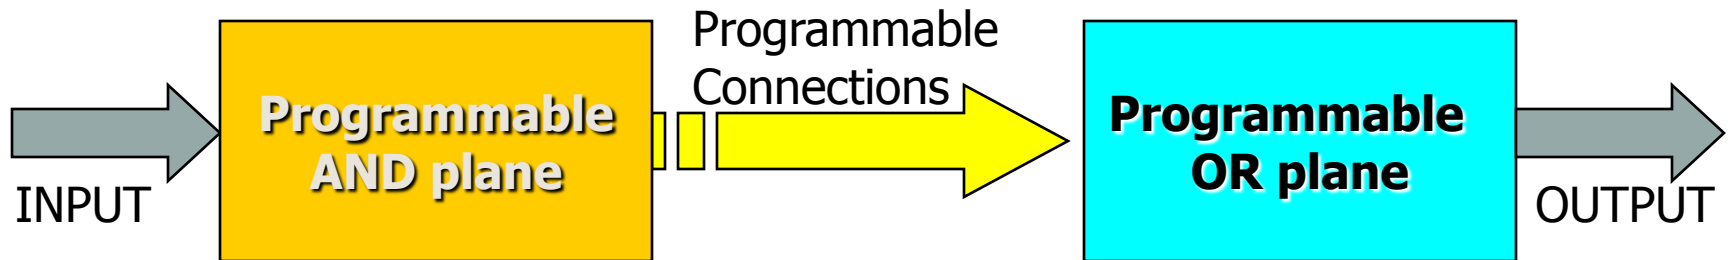 INPUT
Programmable
AND plane
Programmable
Connections
Programmable
OR plane
OUTPUT